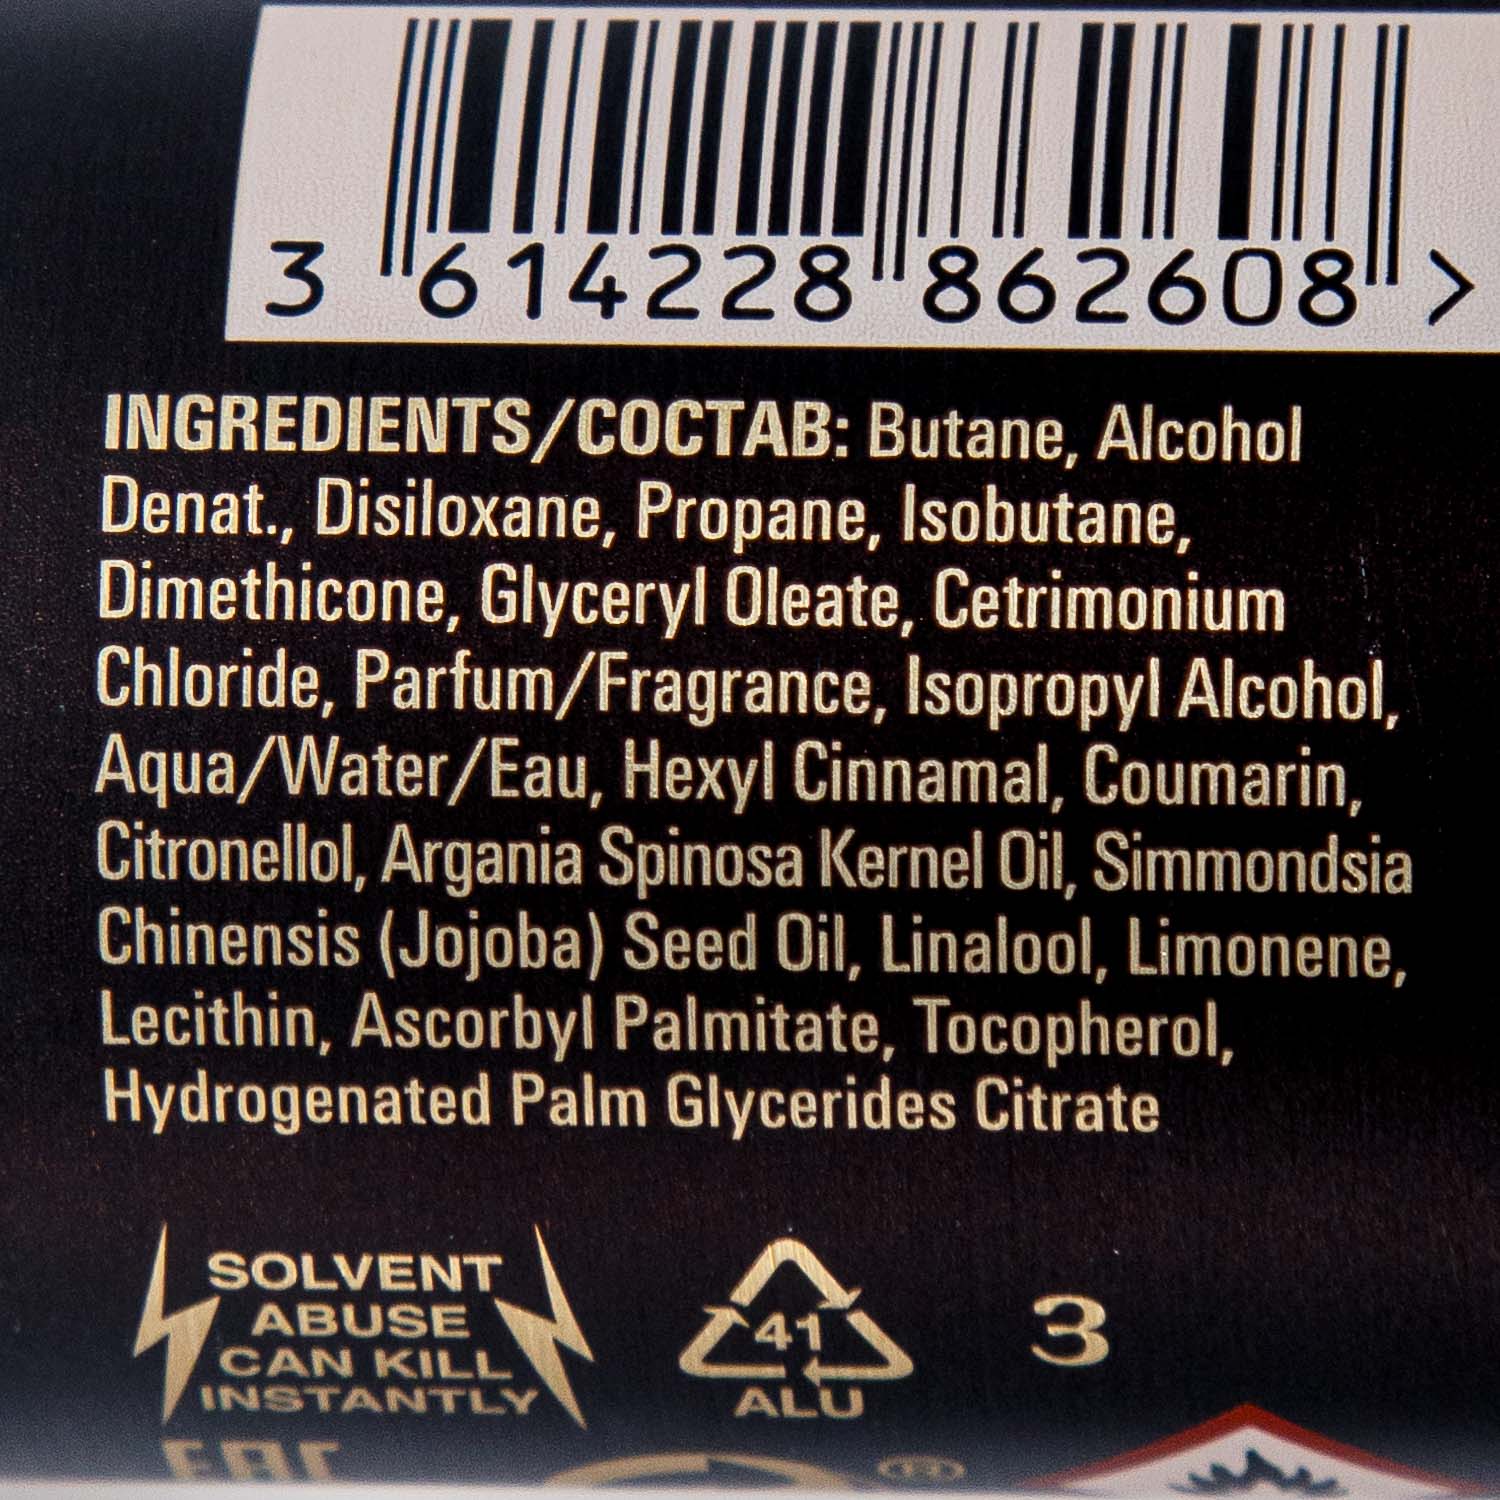 3 614228 862608 >
INGREDIENTS/СОСТАВ: Butane, Alcohol
Denat., Disiloxane, Propane, Isobutane,
Dimethicone, Glyceryl Oleate, Cetrimonium
Chloride, Parfum/Fragrance, Isopropyl Alcohol,
Aqua/Water/Eau, Hexyl Cinnamal, Coumarin,
Citronellol, Argania Spinosa Kernel Oil, Simmondsia
Chinensis (Jojoba) Seed Oil, Linalool, Limonene,
Lecithin, Ascorbyl Palmitate, Tocopherol,
Hydrogenated Palm Glycerides Citrate
SOLVENT
ABUSE
CAN KILL
INSTANTLY
41
ALU
3
®